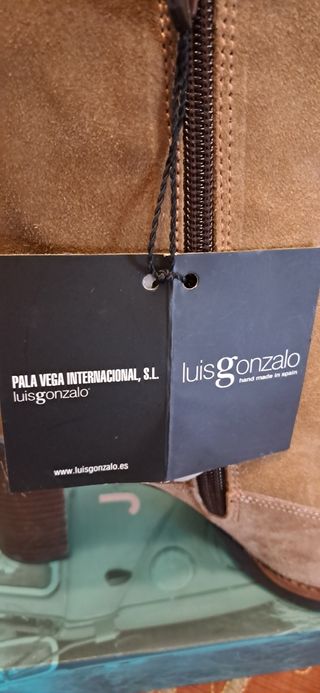 PALA VEGA INTERNACIONAL, S.L.
luisgonzalo®
www.luisgonzalo.es
luisgonzalo
hand made in spain